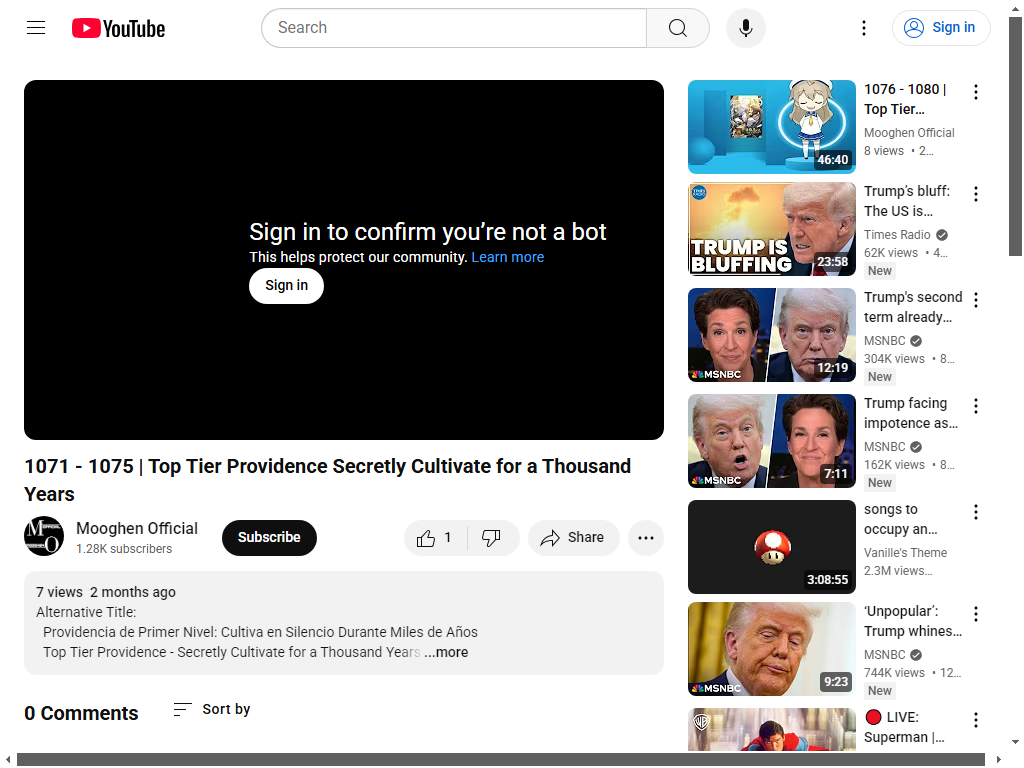 YouTube
Search
Sign in
Sign in to confirm you’re not a bot
This helps protect our community. Learn more
Sign in
1071 - 1075 | Top Tier Providence Secretly Cultivate for a Thousand
Years
Mooghen Official
1.28K subscribers
Subscribe
1
Share
7 views 2 months ago
Alternative Title:
Providencia de Primer Nivel: Cultiva en Silencio Durante Miles de Años
Top Tier Providence - Secretly Cultivate for a Thousand Years ...more
0 Comments
Sort by
46:40
1076 - 1080 |
Top Tier…
Mooghen Official
8 views • 2…
TIMES RADIO
TRUMP IS
BLUFFING
23:58
Trump's bluff:
The US is…
Times Radio
62K views • 4…
New
MSNBC
12:19
Trump's second
term already…
MSNBC
304K views • 8…
New
MSNBC
7:11
Trump facing
impotence as…
MSNBC
162K views • 8…
New
3:08:55
songs to
occupy an…
Vanille's Theme
2.3M views…
MSNBC
9:23
‘Unpopular’:
Trump whines…
MSNBC
744K views • 12…
New
LIVE:
Superman |…